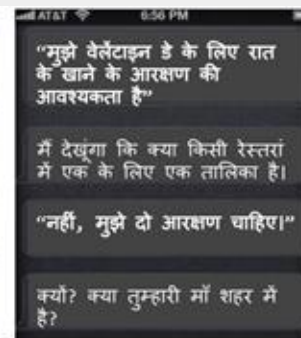 AT&T 6:56 PM
“मुझे वेलेंटाइन डे के लिए रात
के खाने के आरक्षण की
आवश्यकता है”
मैं देखूंगा कि क्या किसी रेस्तरां
में एक के लिए एक तालिका है।
“नहीं, मुझे दो आरक्षण चाहिए।”
क्यों? क्या तुम्हारी माँ शहर में
है?